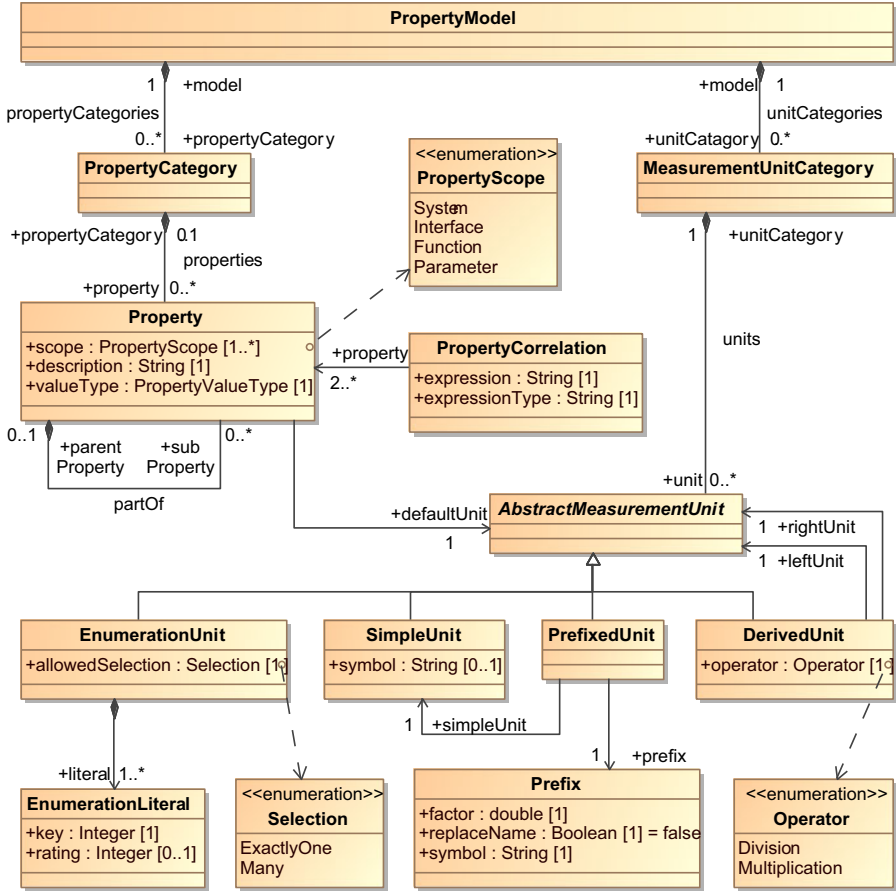 PropertyModel
1 +model
+model 1
propertyCategories
unitCategories
0..* +propertyCategory
+unitCatagory 0.*
PropertyCategory
<<enumeration>>
PropertyScope
System
Interface
Function
Parameter
MeasurementUnitCategory
+propertyCategory 0.1
1 +unitCategory
properties
+property 0..*
Property
+scope : PropertyScope [1..*]
+description : String [1]
+valueType : PropertyValueType [1]
+property
2..*
PropertyCorrelation
+expression : String [1]
+expressionType : String [1]
units
0..1
+parent
Property
+sub
Property
0..*
partOf
+unit 0..*
+defaultUnit
1
AbstractMeasurementUnit
1 +rightUnit
1 +leftUnit
EnumerationUnit
+allowedSelection : Selection [1]
SimpleUnit
+symbol : String [0..1]
PrefixedUnit
DerivedUnit
+operator : Operator [1]
1 +simpleUnit
1 +prefix
+literal 1..*
EnumerationLiteral
+key : Integer [1]
+rating : Integer [0..1]
<<enumeration>>
Selection
ExactlyOne
Many
Prefix
+factor : double [1]
+replaceName : Boolean [1] = false
+symbol : String [1]
<<enumeration>>
Operator
Division
Multiplication